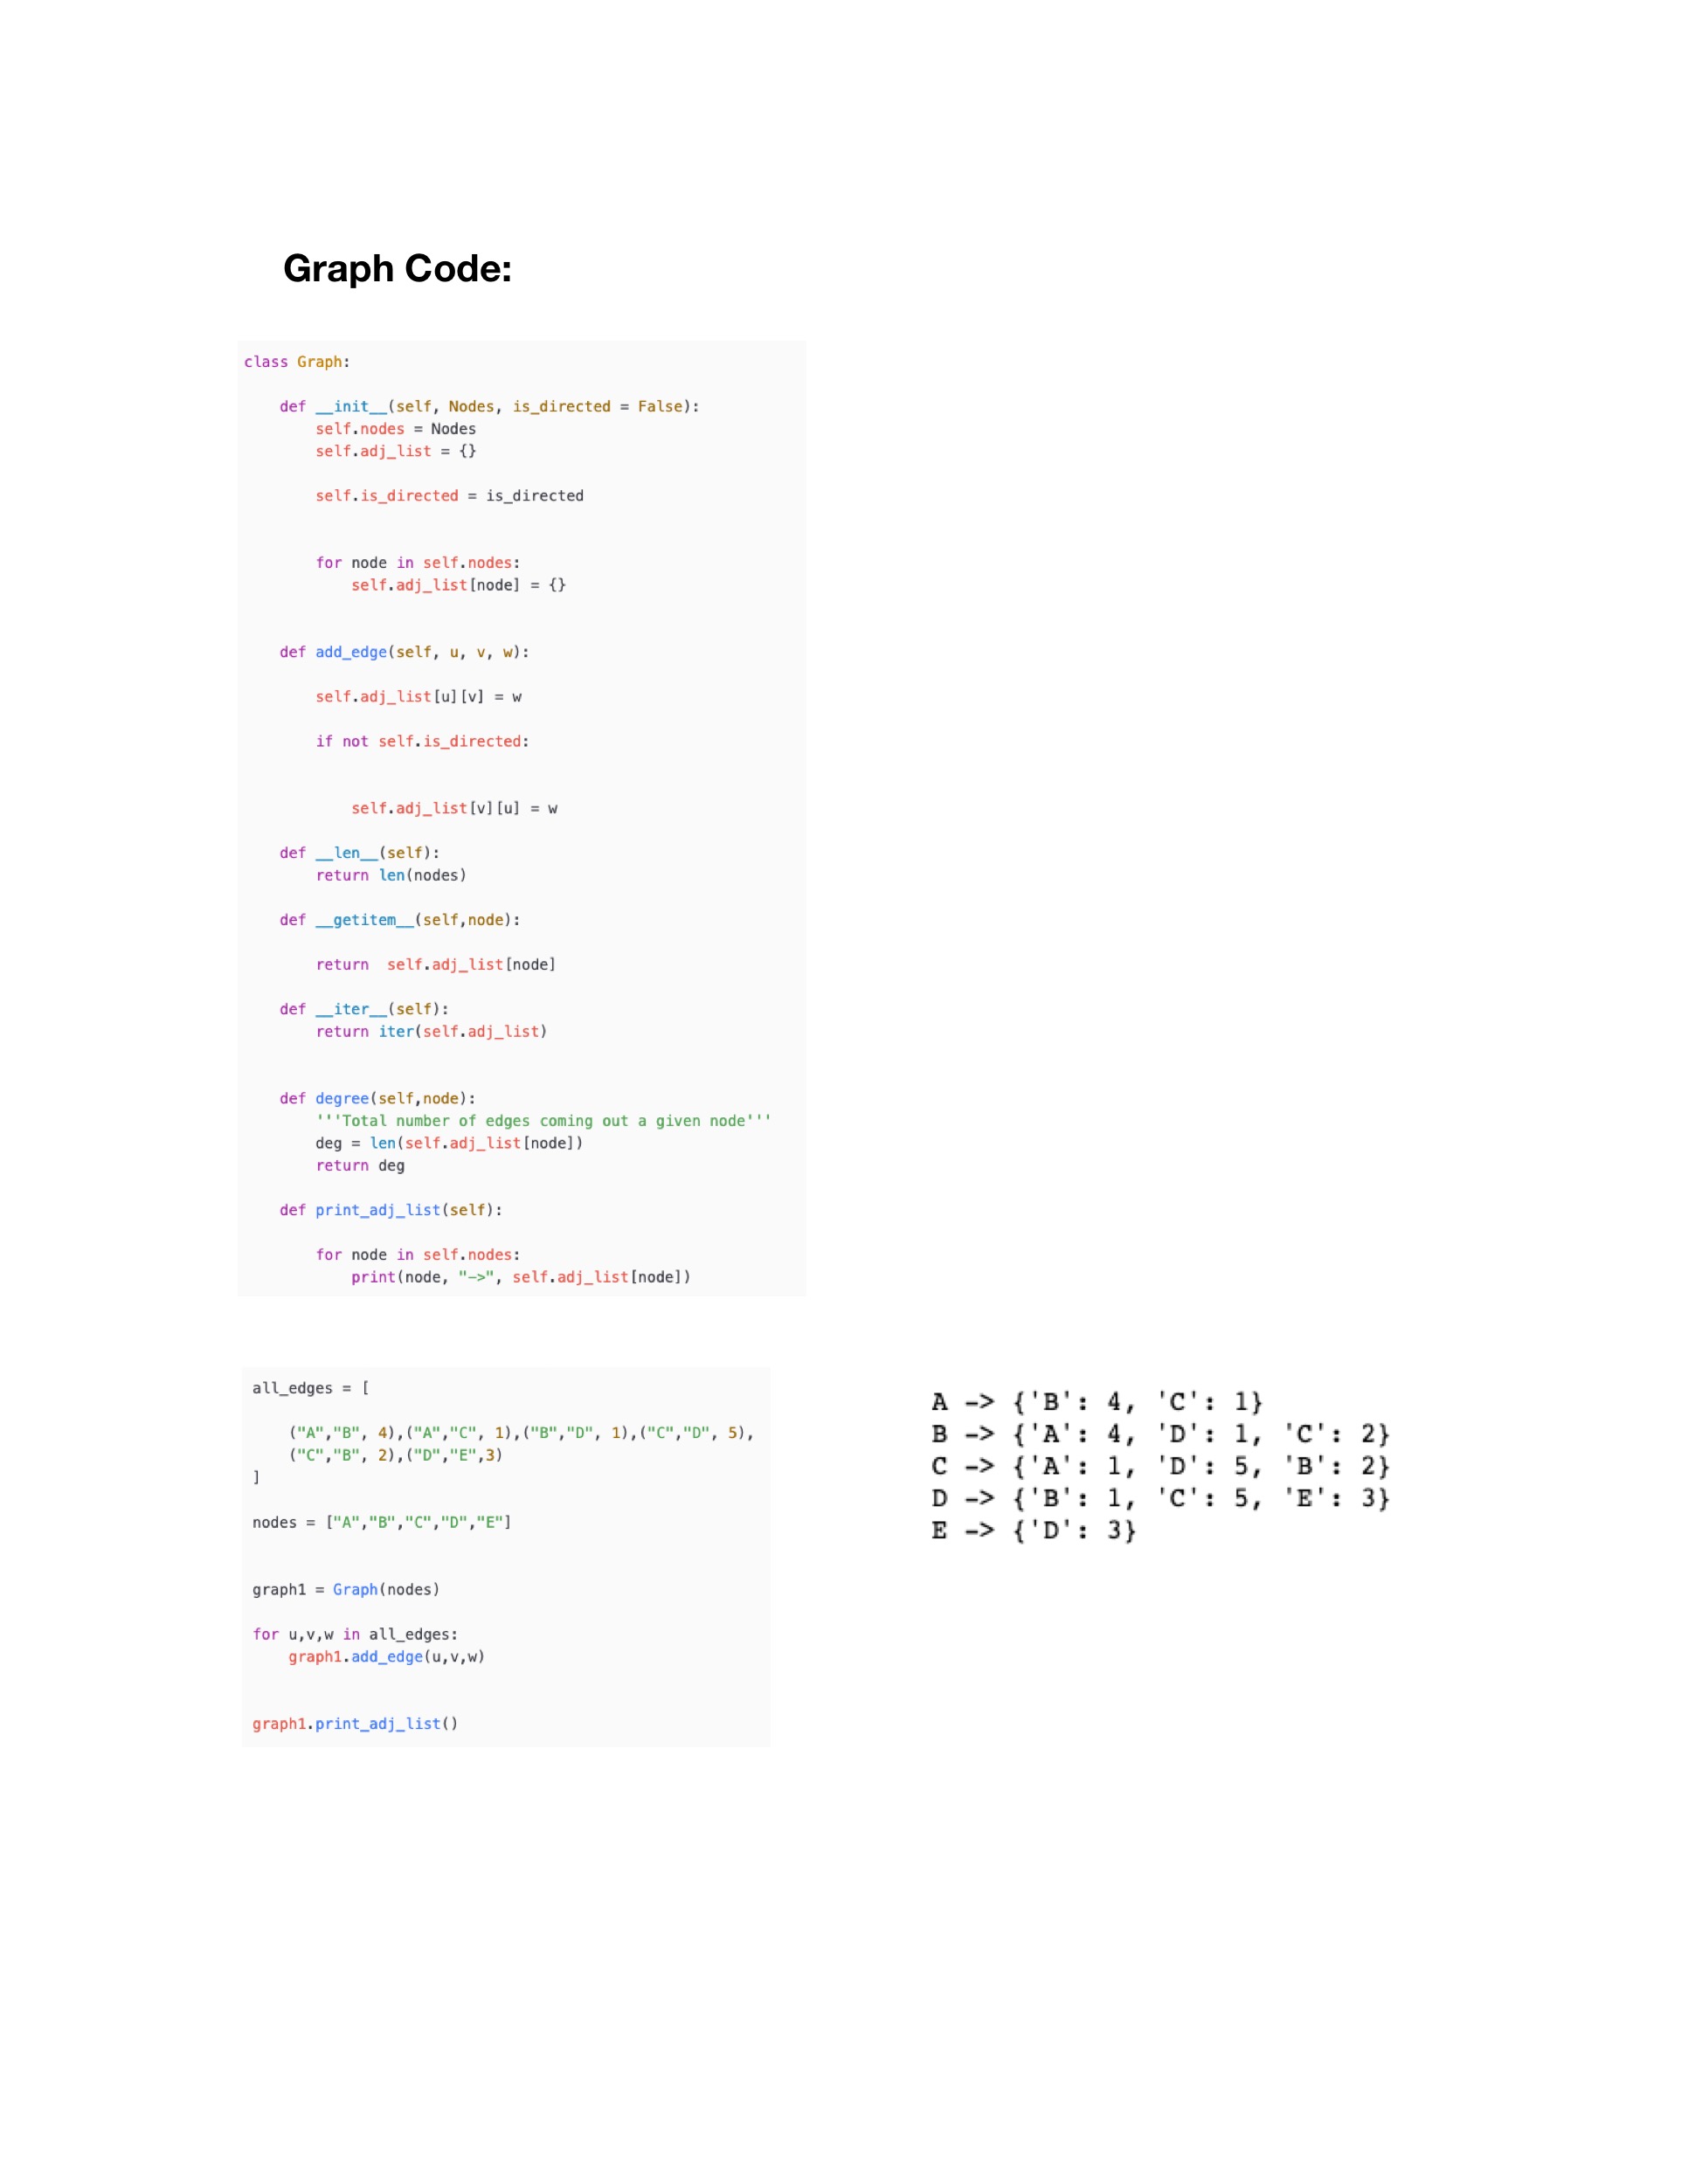 Graph Code:
class Graph:
def __init__(self, Nodes, is_directed = False):
self.nodes = Nodes
self.adj_list = {}
self.is_directed = is_directed
for node in self.nodes:
self.adj_list[node] = {}
def add_edge(self, u, v, w):
self.adj_list[u][v] = w
if not self.is_directed:
self.adj_list[v][u] = w
def __len__(self):
return len(nodes)
def __getitem__(self,node):
return  self.adj_list[node]
def __iter__(self):
return iter(self.adj_list)
def degree(self,node):
'''Total number of edges coming out a given node'''
deg = len(self.adj_list[node])
return deg
def print_adj_list(self):
for node in self.nodes:
print(node, "->", self.adj_list[node])
all_edges = [
("A","B", 4),("A","C", 1),("B","D", 1),("C","D", 5),
("C","B", 2),("D","E",3)
]
nodes = ["A","B","C","D","E"]
graph1 = Graph(nodes)
for u,v,w in all_edges:
graph1.add_edge(u,v,w)
graph1.print_adj_list()
A -> {'B': 4, 'C': 1}
B -> {'A': 4, 'D': 1, 'C': 2}
C -> {'A': 1, 'D': 5, 'B': 2}
D -> {'B': 1, 'C': 5, 'E': 3}
E -> {'D': 3}